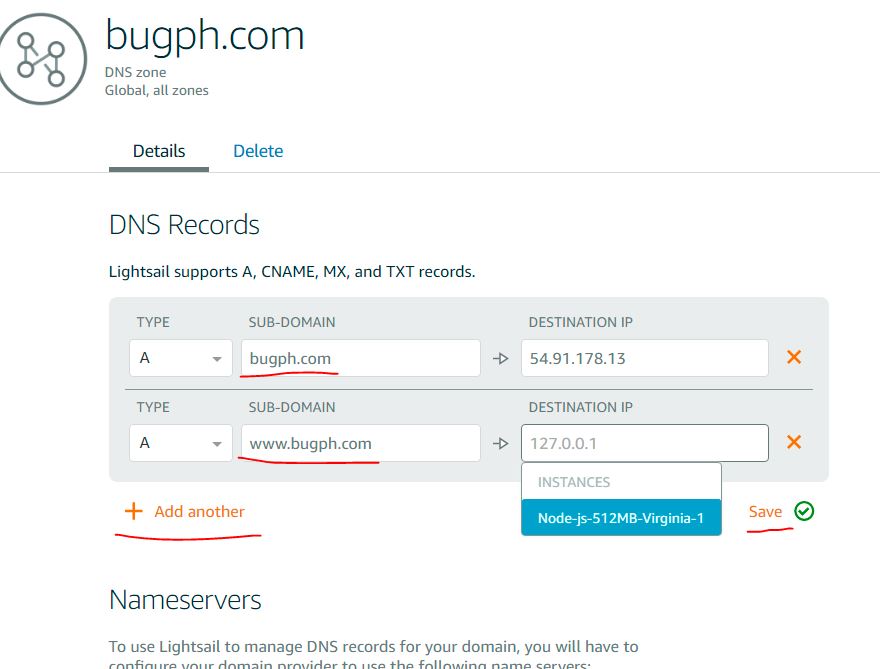 bugph.com
DNS zone
Global, all zones
Details Delete
DNS Records
Lightsail supports A, CNAME, MX, and TXT records.
TYPE SUB-DOMAIN DESTINATION IP
A bugph.com 54.91.178.13
TYPE SUB-DOMAIN DESTINATION IP
A www.bugph.com 127.0.0.1
INSTANCES
Add another Node-js-512MB-Virginia-1 Save
Nameservers
To use Lightsail to manage DNS records for your domain, you will have to
configure your domain provider to use the following name servers: